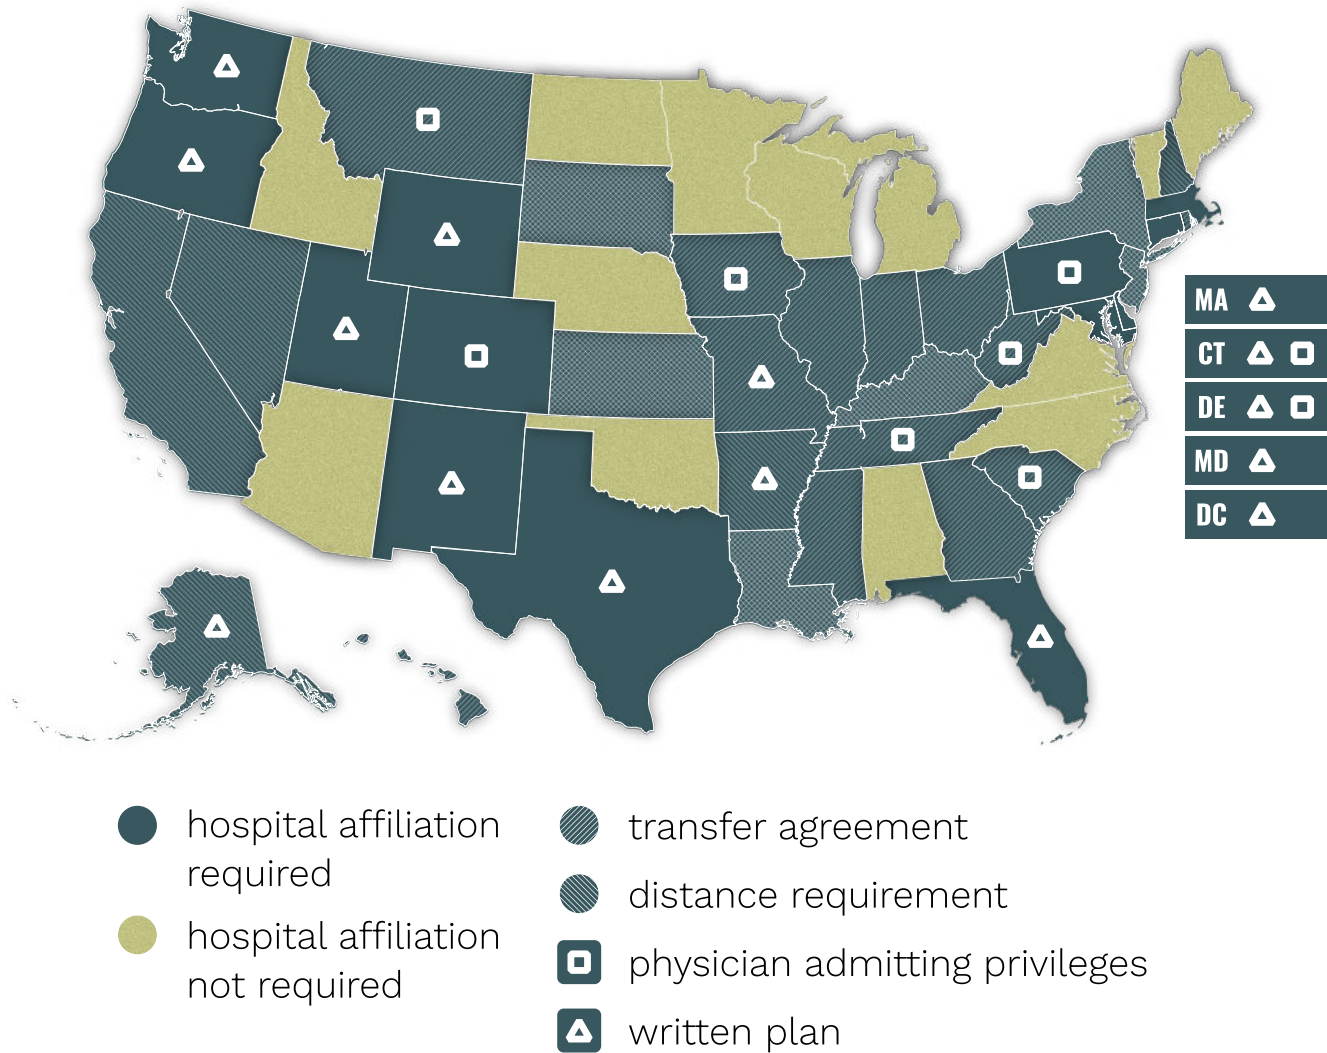 MA
CT
DE
MD
DC
hospital affiliation
required
hospital affiliation
not required
transfer agreement
distance requirement
physician admitting privileges
written plan